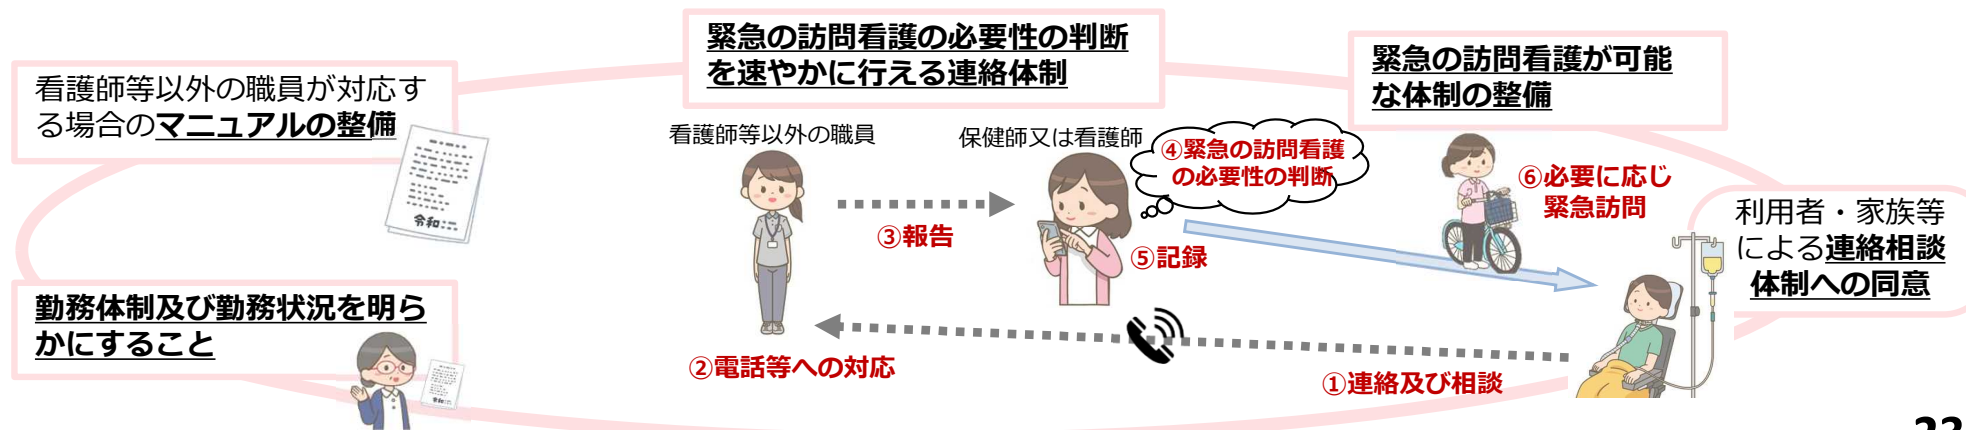 緊急の訪問看護の必要性の判断
を速やかに行える連絡体制
緊急の訪問看護が可能
な体制の整備
看護師等以外の職員が対応す
る場合のマニュアルの整備
令和
看護師等以外の職員
保健師又は看護師
④緊急の訪問看護
の必要性の判断
③報告
⑤記録
⑥必要に応じ
緊急訪問
利用者・家族等
による連絡相談
体制への同意
勤務体制及び勤務状況を明ら
かにすること
令和
②電話等への対応
①連絡及び相談